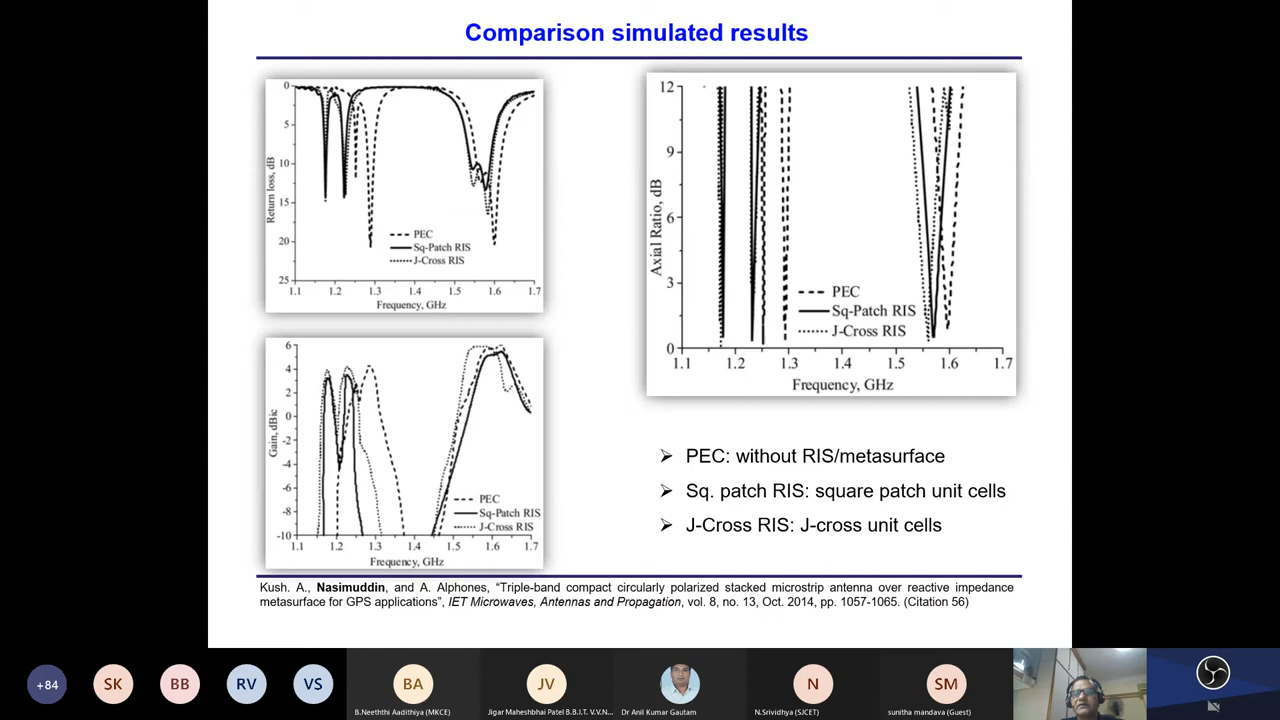 Comparison simulated results
0
5
10
15
20
25
Return loss, dB
PEC
Sq-Patch RIS
J-Cross RIS
1.1 1.2 1.3 1.4 1.5 1.6 1.7
Frequency, GHz
12
9
6
3
0
Axial Ratio, dB
PEC
Sq-Patch RIS
J-Cross RIS
1.1 1.2 1.3 1.4 1.5 1.6 1.7
Frequency, GHz
6
4
2
0
-2
-4
-6
-8
-10
Gain, dBic
PEC
Sq-Patch RIS
J-Cross RIS
1.1 1.2 1.3 1.4 1.5 1.6 1.7
Frequency, GHz
➢ PEC: without RIS/metasurface
➢ Sq. patch RIS: square patch unit cells
➢ J-Cross RIS: J-cross unit cells
Kush. A., Nasimuddin, and A. Alphones, “Triple-band compact circularly polarized stacked microstrip antenna over reactive impedance
metasurface for GPS applications”, IET Microwaves, Antennas and Propagation, vol. 8, no. 13, Oct. 2014, pp. 1057-1065. (Citation 56)
+84 SK BB RV VS BA JV N SM
B.Neeththi Aadithiya (MKCE) Jigar Maheshbhai Patel B.B.I.T. V.V.N... Dr Anil Kumar Gautam N.Srividhya (SJCET) sunitha mandava (Guest)